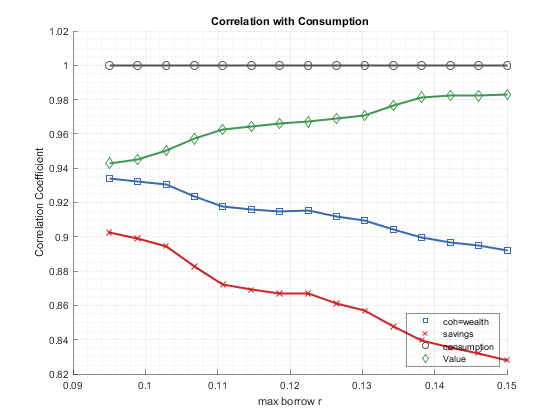 Correlation with Consumption
1.02
1
0.98
0.96
0.94
0.92
0.9
0.88
0.86
0.84
0.82
Correlation Coefficient
0.09
0.1
0.11
0.12
0.13
0.14
0.15
max borrow r
coh=wealth
savings
consumption
Value